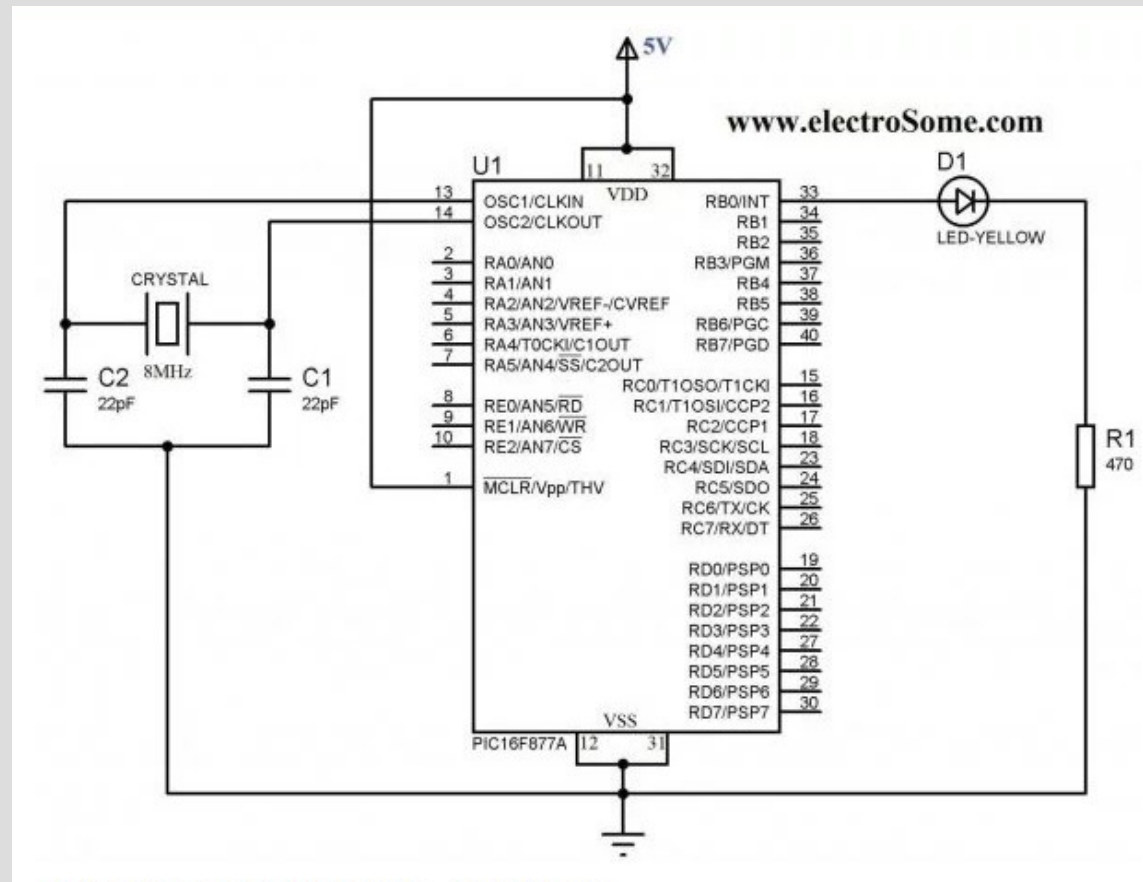 5V
www.electroSome.com
U1
D1
11 32
VDD
13 OSC1/CLKIN
14 OSC2/CLKOUT
2 RA0/AN0
3 RA1/AN1
4 RA2/AN2/VREF-/CVREF
5 RA3/AN3/VREF+
6 RA4/T0CKI/C1OUT
7 RA5/AN4/SS/C2OUT
8 RE0/AN5/RD
9 RE1/AN6/WR
10 RE2/AN7/CS
1 MCLR/Vpp/THV
RB0/INT 33
RB1 34
RB2 35
RB3/PGM 36
RB4 37
RB5 38
RB6/PGC 39
RB7/PGD 40
RC0/T1OSO/T1CKI 15
RC1/T1OSI/CCP2 16
RC2/CCP1 17
RC3/SCK/SCL 18
RC4/SDI/SDA 23
RC5/SDO 24
RC6/TX/CK 25
RC7/RX/DT 26
RD0/PSP0 19
RD1/PSP1 20
RD2/PSP2 21
RD3/PSP3 22
RD4/PSP4 27
RD5/PSP5 28
RD6/PSP6 29
RD7/PSP7 30
LED-YELLOW
CRYSTAL
8MHz
C2
22pF
C1
22pF
R1
470
VSS
PIC16F877A
12 31